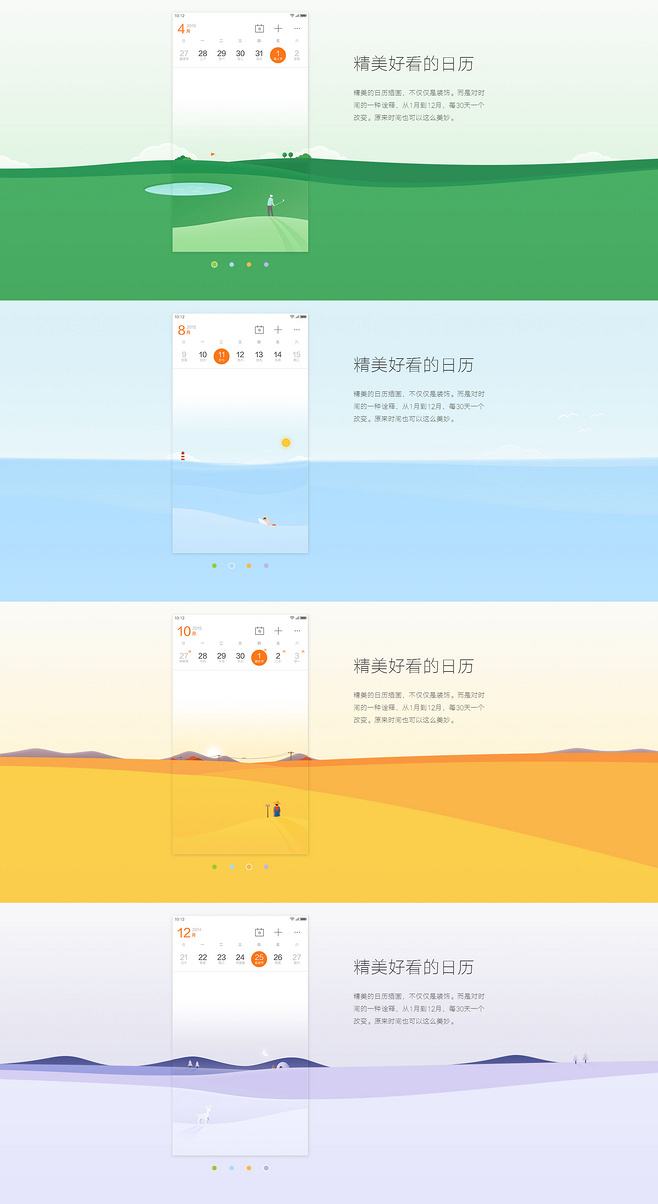 10:12
4月 2015
日 一 二 三 四 五 六
27 28 29 30 31 1 2
精美好看的日历
精美的日历插画，不仅仅是装饰。而是对时
间的一种诠释，从1月到12月，每30天一个
改变。原来时间也可以这么美妙。
10:12
8月 2015
日 一 二 三 四 五 六
9 10 11 12 13 14 15
精美好看的日历
精美的日历插画，不仅仅是装饰。而是对时
间的一种诠释，从1月到12月，每30天一个
改变。原来时间也可以这么美妙。
10:12
10月 2015
日 一 二 三 四 五 六
27 28 29 30 1 2 3
精美好看的日历
精美的日历插画，不仅仅是装饰。而是对时
间的一种诠释，从1月到12月，每30天一个
改变。原来时间也可以这么美妙。
10:12
12月 2014
日 一 二 三 四 五 六
21 22 23 24 25 26 27
精美好看的日历
精美的日历插画，不仅仅是装饰。而是对时
间的一种诠释，从1月到12月，每30天一个
改变。原来时间也可以这么美妙。